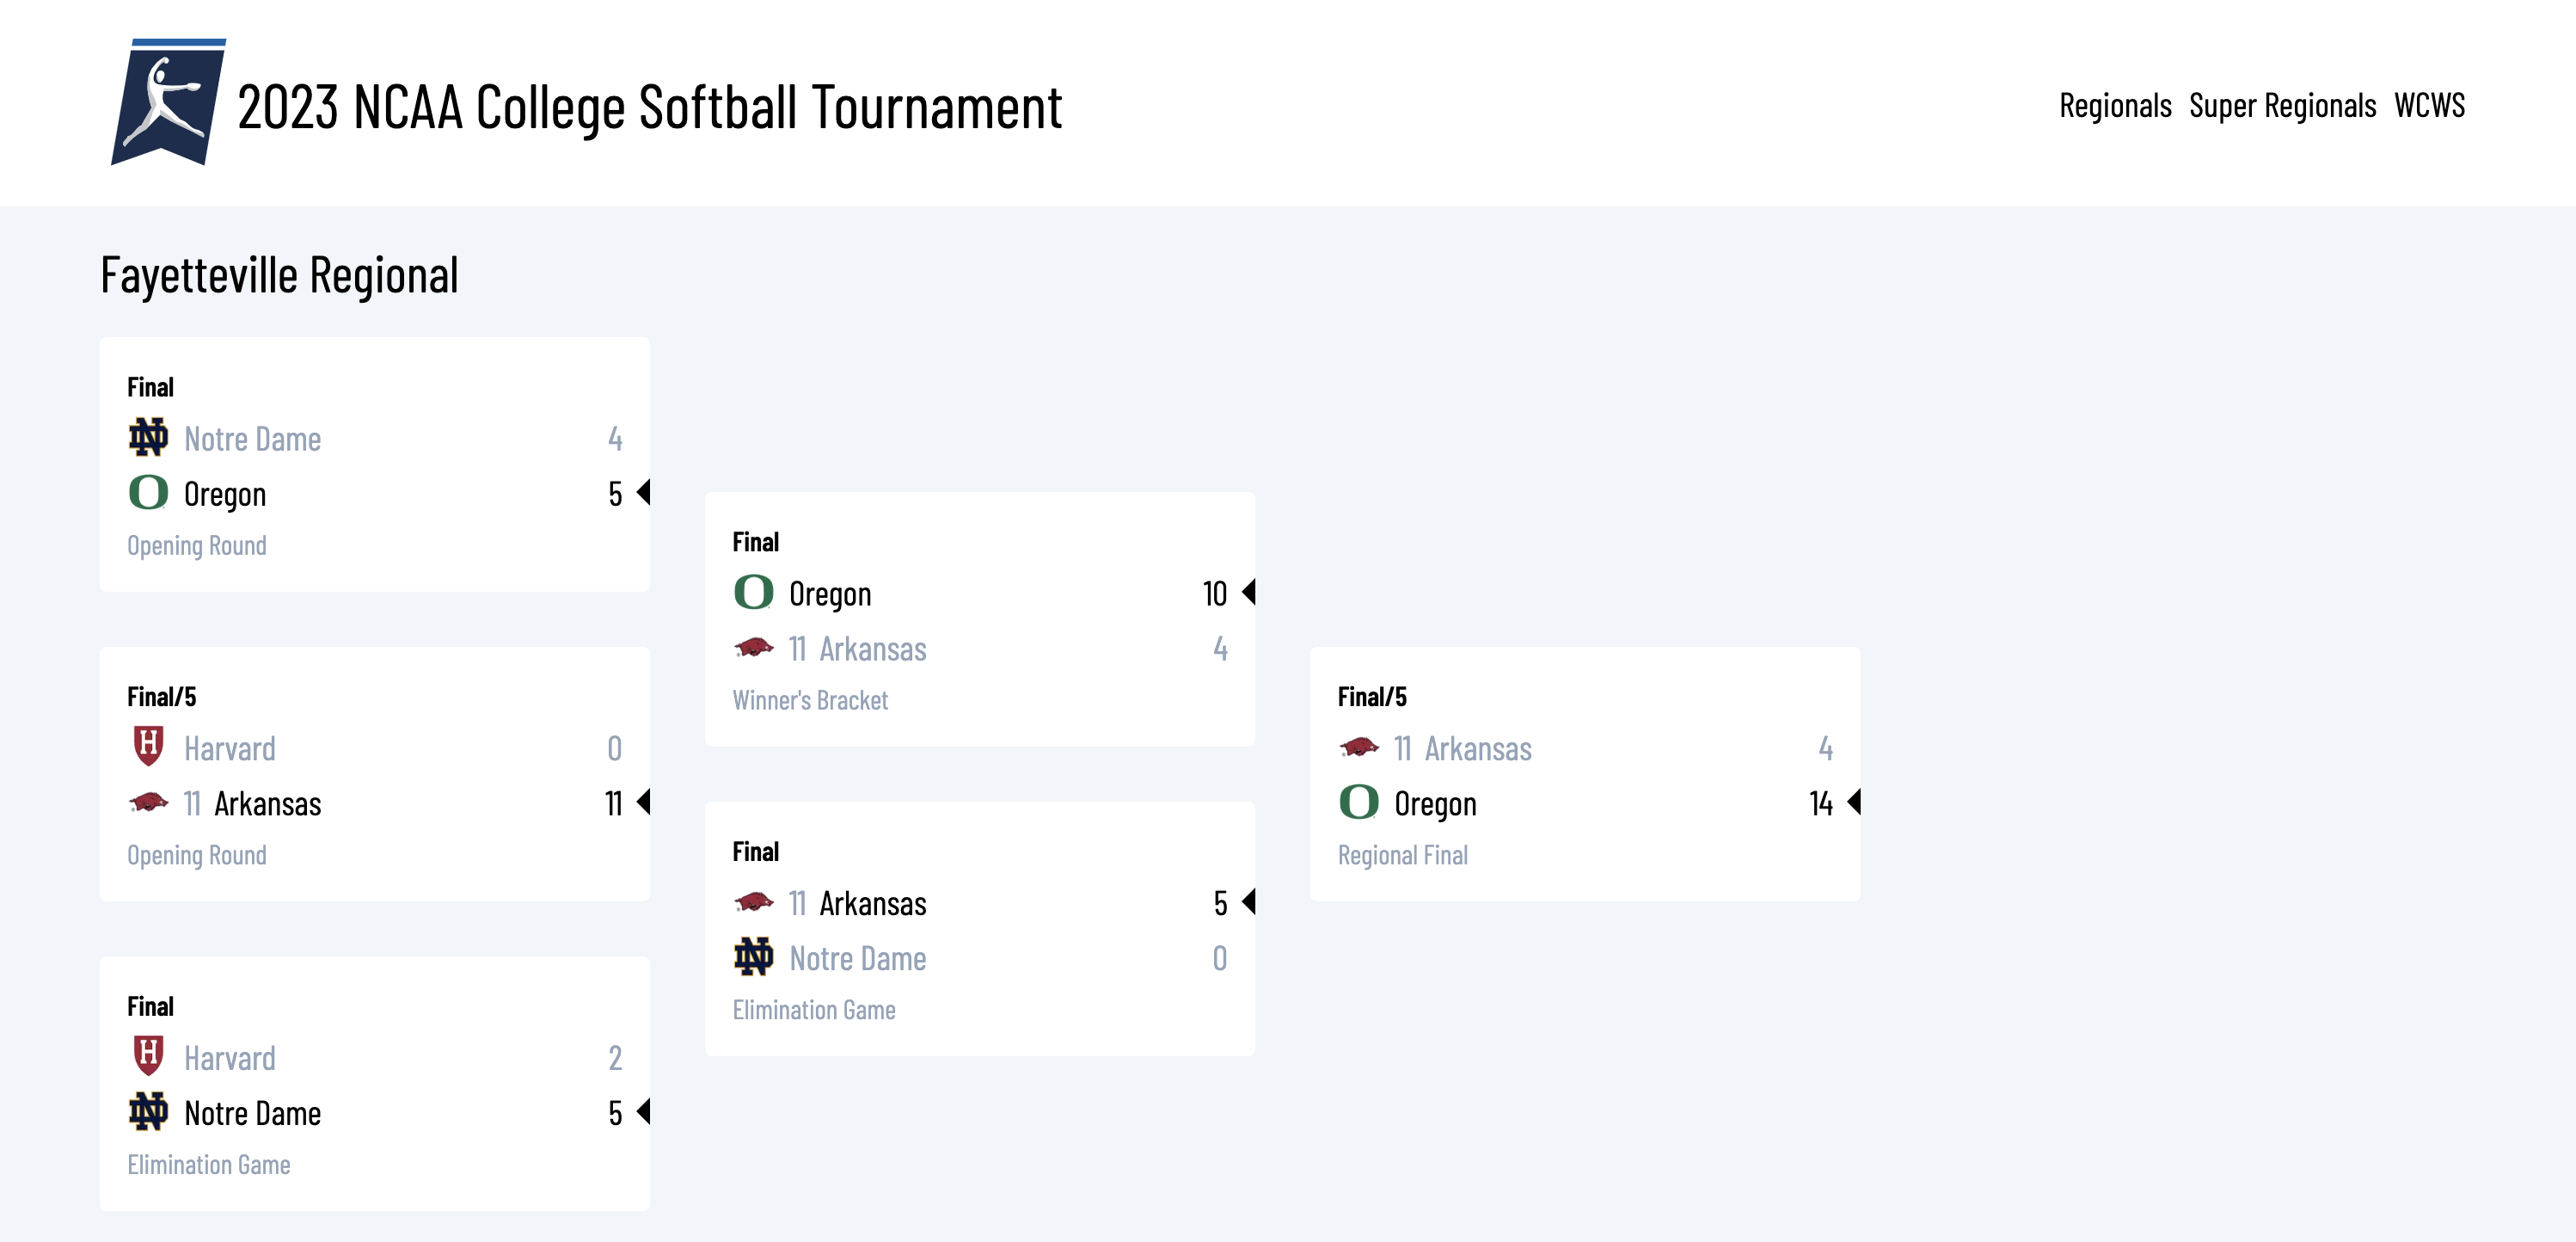 2023 NCAA College Softball Tournament
Regionals Super Regionals WCWS
Fayetteville Regional
Final
Notre Dame 4
Oregon 5
Opening Round
Final/5
Harvard 0
11 Arkansas 11
Opening Round
Final
Harvard 2
Notre Dame 5
Elimination Game
Final
Oregon 10
11 Arkansas 4
Winner's Bracket
Final
11 Arkansas 5
Notre Dame 0
Elimination Game
Final/5
11 Arkansas 4
Oregon 14
Regional Final